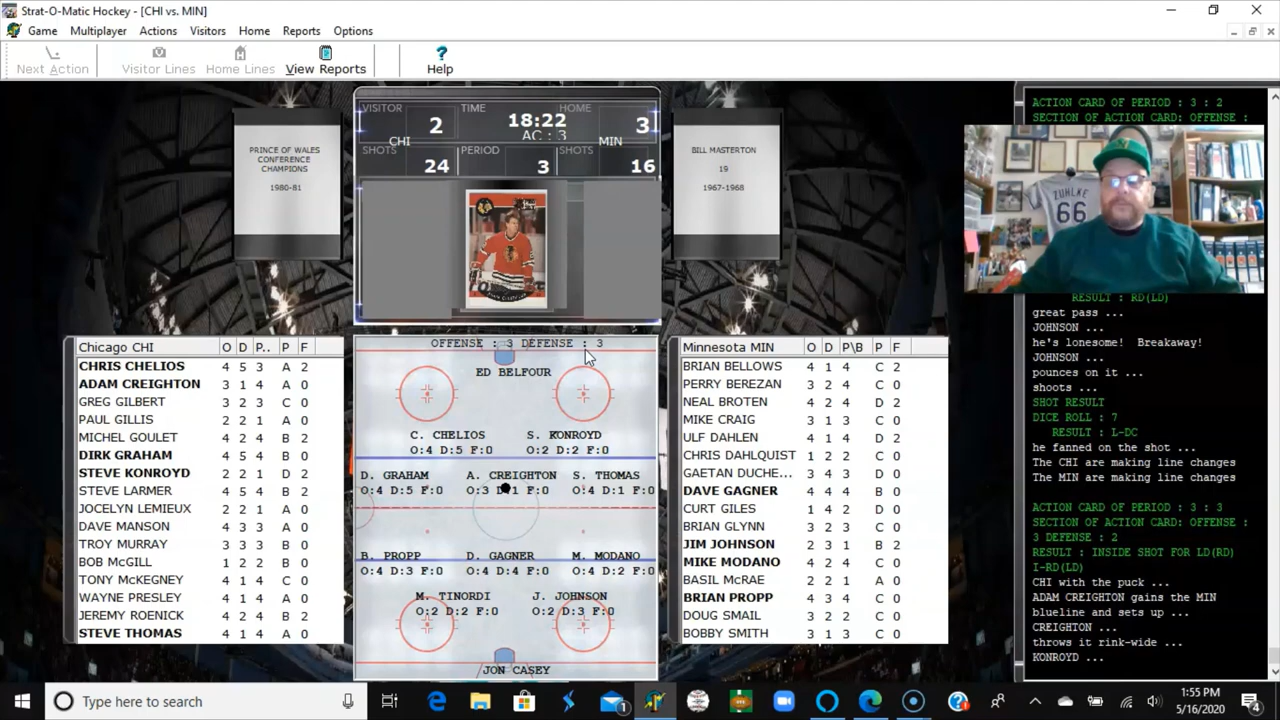 Strat-O-Matic Hockey - [CHI vs. MIN]
Game Multiplayer Actions Visitors Home Reports Options
Next Action Visitor Lines Home Lines View Reports Help
PRINCE OF WALES
CONFERENCE
CHAMPIONS
1980-81
VISITOR TIME HOME
2 18:22 3
CHI AC : 3 MIN
SHOTS PERIOD SHOTS
24 3 16
BILL MASTERTON
19
1967-1968
Chicago CHI O D P.. P F
CHRIS CHELIOS 4 5 3 A 2
ADAM CREIGHTON 3 1 4 A 0
GREG GILBERT 3 2 3 C 0
PAUL GILLIS 2 2 1 A 0
MICHEL GOULET 4 2 4 B 2
DIRK GRAHAM 4 5 4 B 0
STEVE KONROYD 2 2 1 D 2
STEVE LARMER 4 5 4 B 2
JOCELYN LEMIEUX 2 2 1 A 0
DAVE MANSON 4 3 3 A 0
TROY MURRAY 3 3 3 B 0
BOB McGILL 1 2 2 B 0
TONY McKEGNEY 4 1 4 C 0
WAYNE PRESLEY 4 1 4 A 0
JEREMY ROENICK 4 2 4 B 2
STEVE THOMAS 4 1 4 A 0
OFFENSE : 3 DEFENSE : 3
ED BELFOUR
C. CHELIOS S. KONROYD
O:4 D:5 F:0 O:2 D:2 F:0
D. GRAHAM A. CREIGHTON S. THOMAS
O:4 D:5 F:0 O:3 D:1 F:0 O:4 D:1 F:0
B. PROPP D. GAGNER M. MODANO
O:4 D:3 F:0 O:4 D:4 F:0 O:4 D:2 F:0
M. TINORDI J. JOHNSON
O:2 D:2 F:0 O:2 D:3 F:0
JON CASEY
Minnesota MIN O D P\B P F
BRIAN BELLOWS 4 1 4 C 2
PERRY BEREZAN 3 2 4 C 0
NEAL BROTEN 4 2 4 D 2
MIKE CRAIG 3 2 3 C 0
ULF DAHLEN 4 1 4 D 2
CHRIS DAHLQUIST 1 2 2 C 0
GAETAN DUCHE... 3 4 3 D 0
DAVE GAGNER 4 4 4 B 0
CURT GILES 1 4 2 D 0
BRIAN GLYNN 3 2 3 C 0
JIM JOHNSON 2 3 1 B 2
MIKE MODANO 4 2 4 C 0
BASIL McRAE 2 2 1 A 0
BRIAN PROPP 4 3 4 C 0
DOUG SMAIL 3 2 2 C 0
BOBBY SMITH 3 1 3 C 0
ACTION CARD OF PERIOD : 3 : 2
SECTION OF ACTION CARD: OFFENSE :
ZUHLKE
66
RESULT : RD(LD)
great pass ...
JOHNSON ...
he's lonesome! Breakaway!
JOHNSON ...
pounces on it ...
shoots ...
SHOT RESULT
DICE ROLL : 7
RESULT : L-DC
he fanned on the shot ...
The CHI are making line changes
The MIN are making line changes
ACTION CARD OF PERIOD : 3 : 3
SECTION OF ACTION CARD: OFFENSE :
3 DEFENSE : 2
RESULT : INSIDE SHOT FOR LD(RD)
I-RD(LD)
CHI with the puck ...
ADAM CREIGHTON gains the MIN
blueline and sets up ...
CREIGHTON ...
throws it rink-wide ...
KONROYD ...
Type here to search
1
1:55 PM
5/16/2020
4